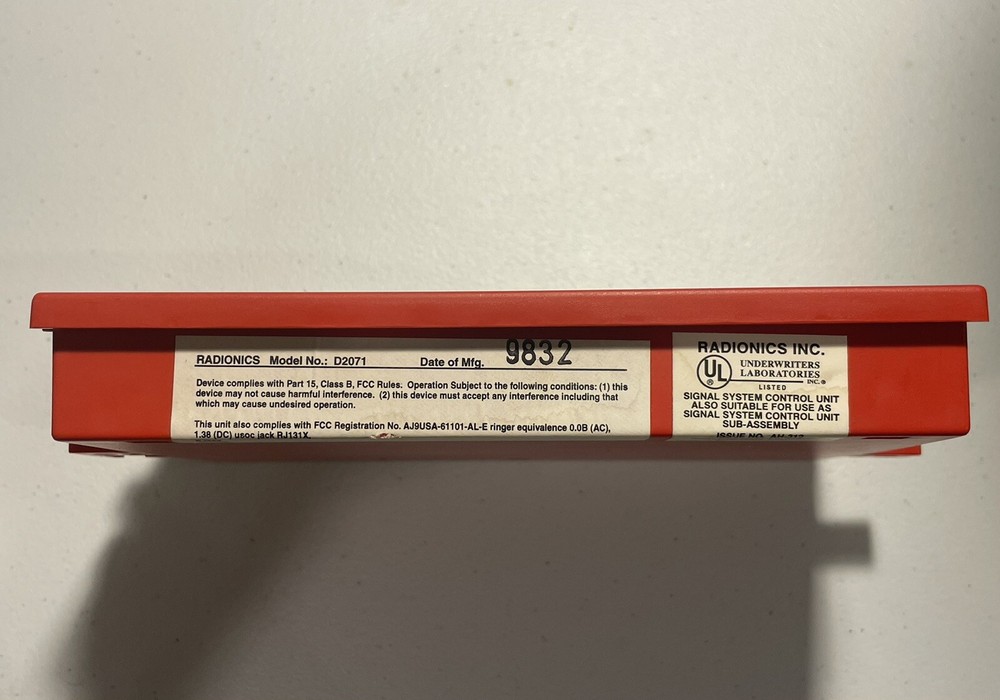 RADIONICS Model No.: D2071 Date of Mfg. 9832
Device complies with Part 15, Class B, FCC Rules. Operation Subject to the following conditions: (1) this
device may not cause harmful interference. (2) this device must accept any interference including that
which may cause undesired operation.
This unit also complies with FCC Registration No. AJ9USA-61101-AL-E ringer equivalence 0.0B (AC),
1.38 (DC) usoc jack RJ131X.
RADIONICS INC.
UL
®
UNDERWRITERS
LABORATORIES
INC.®
LISTED
SIGNAL SYSTEM CONTROL UNIT
ALSO SUITABLE FOR USE AS
SIGNAL SYSTEM CONTROL UNIT
SUB-ASSEMBLY
ISSUE NO.